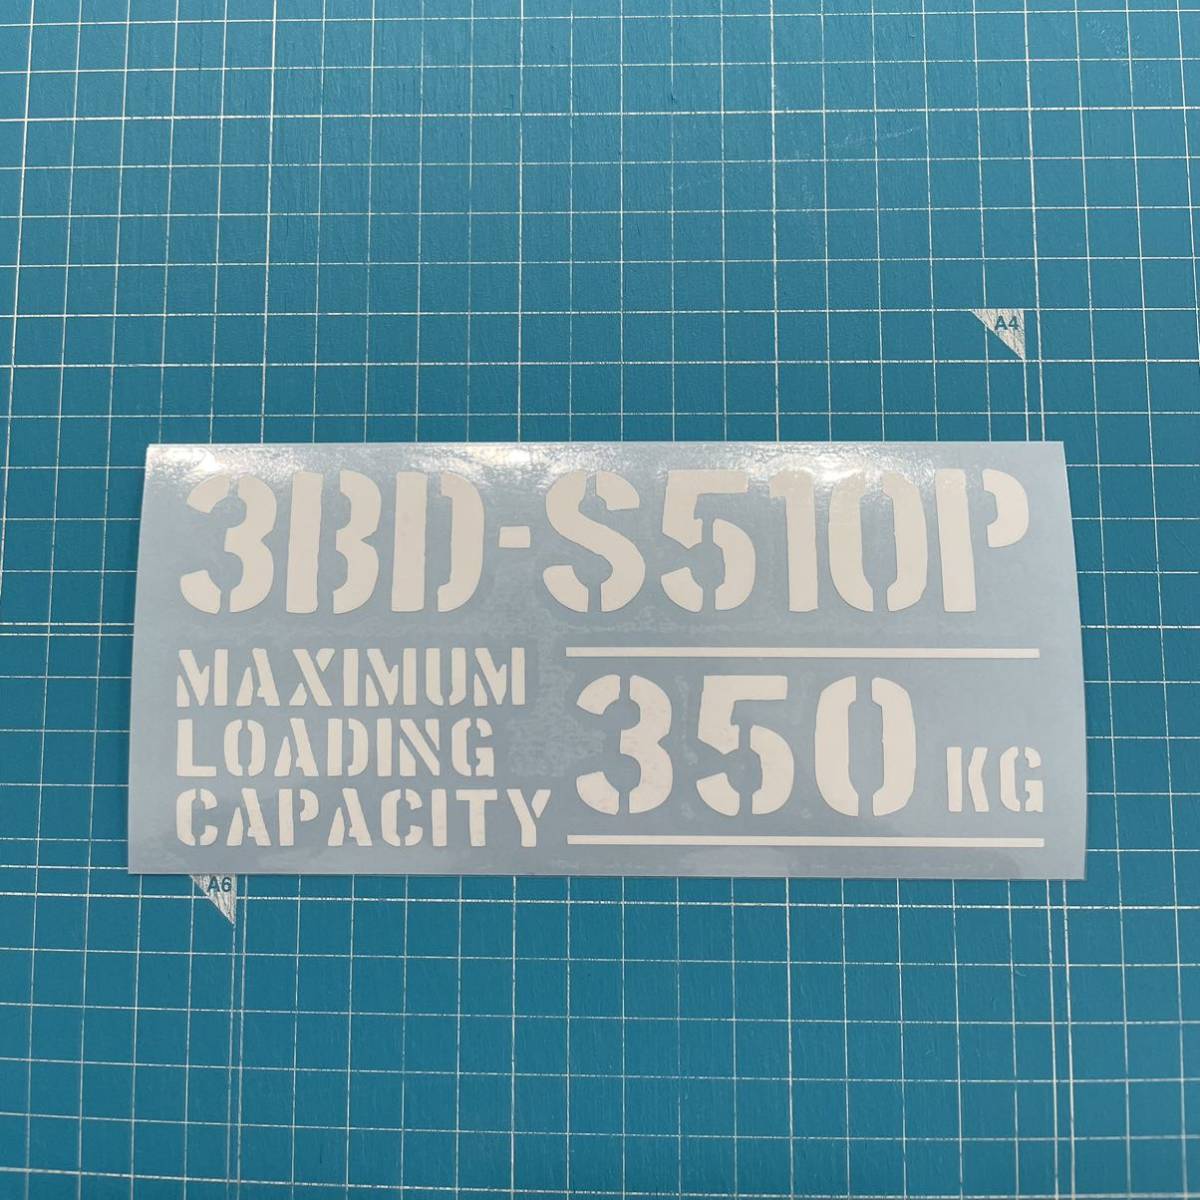 A4
3BD-S510P
MAXIMUM
LOADING
CAPACITY
350 KG
A6